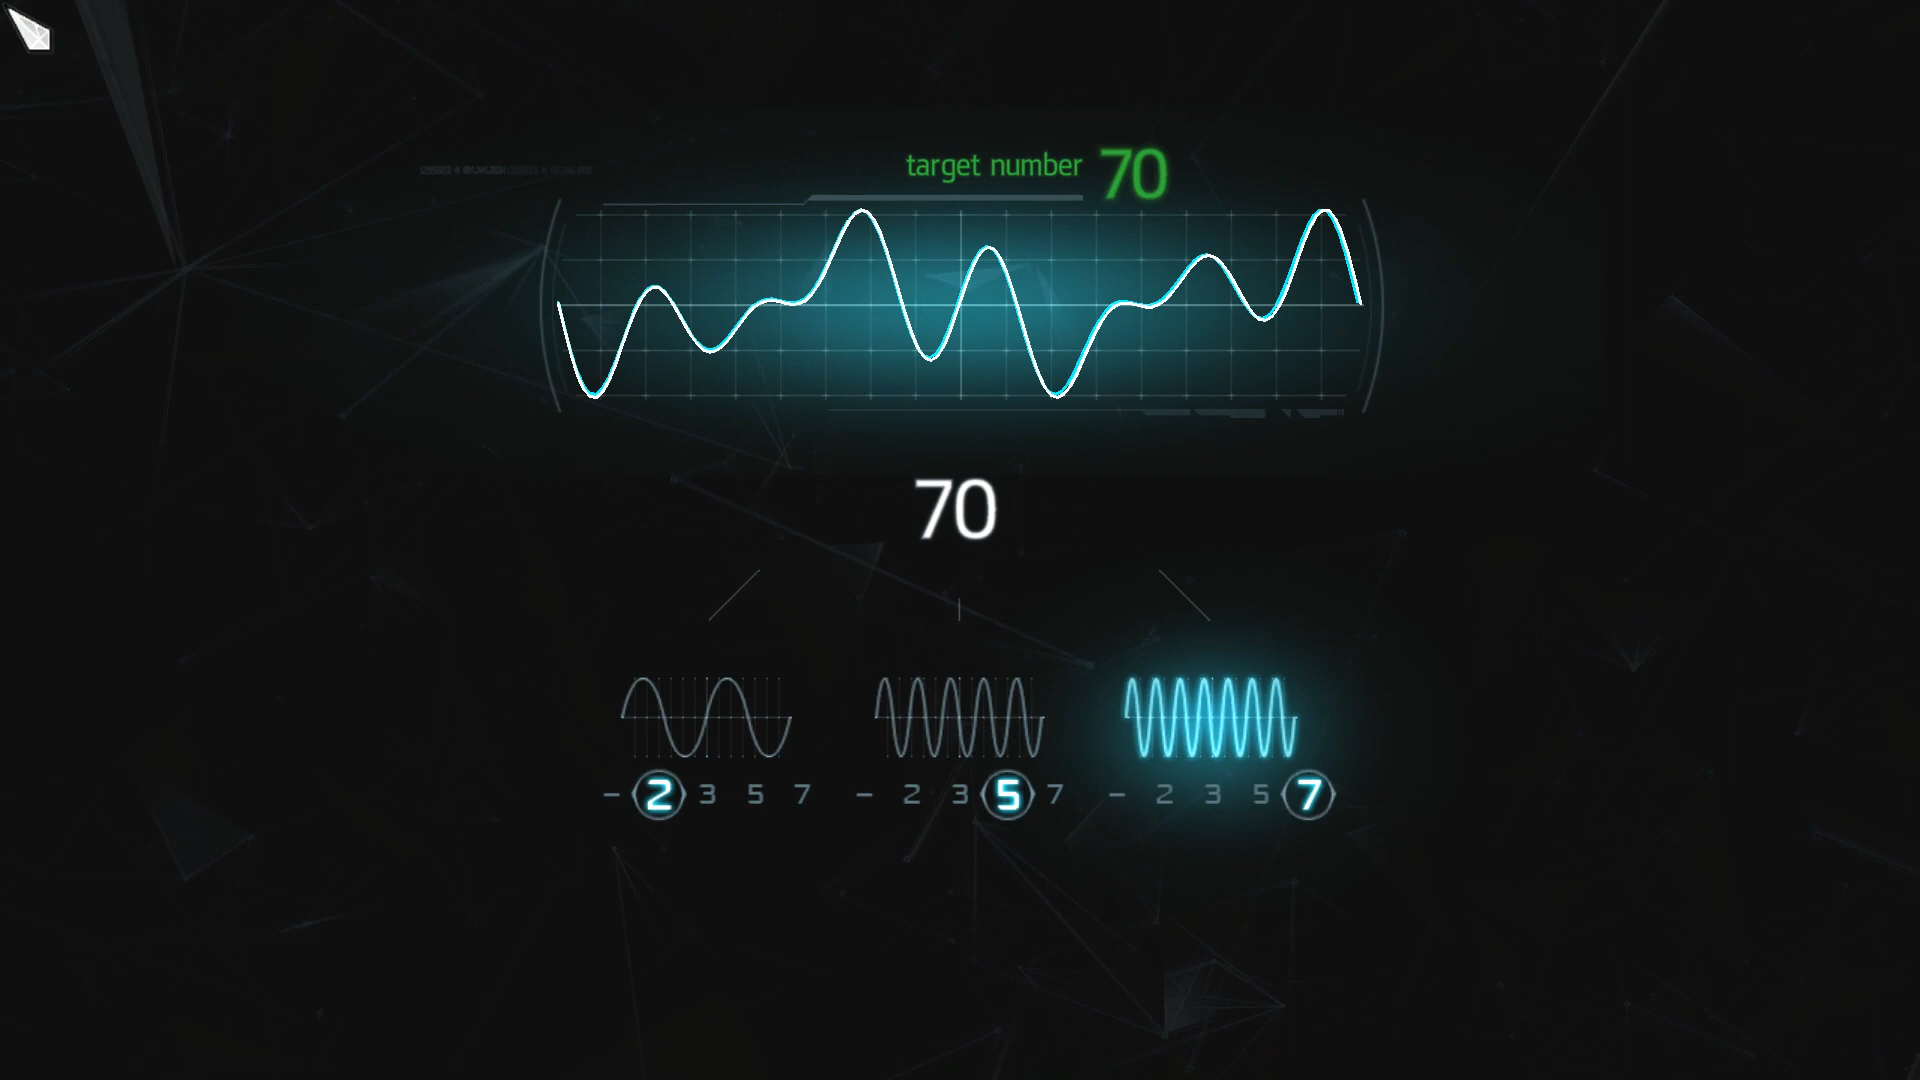 target number 70
70
- 2 3 5 7 - 2 3 5 7 - 2 3 5 7